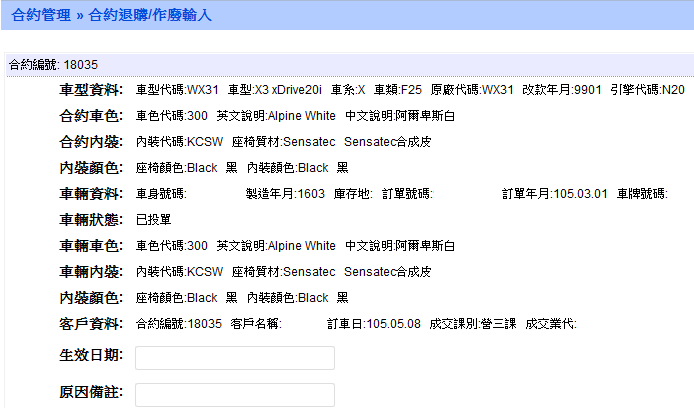 合約管理 » 合約退購/作廢輸入
合約編號: 18035
車型資料: 車型代碼:WX31 車型:X3 xDrive20i 車系:X 車類:F25 原廠代碼:WX31 改款年月:9901 引擎代碼:N20
合約車色: 車色代碼:300 英文說明:Alpine White 中文說明:阿爾卑斯白
合約內裝: 內裝代碼:KCSW 座椅質材:Sensatec Sensatec合成皮
內裝顏色: 座椅顏色:Black 黑 內裝顏色:Black 黑
車輛資料: 車身號碼: 製造年月:1603 庫存地: 訂單號碼: 訂單年月:105.03.01 車牌號碼:
車輛狀態: 已投單
車輛車色: 車色代碼:300 英文說明:Alpine White 中文說明:阿爾卑斯白
車輛內裝: 內裝代碼:KCSW 座椅質材:Sensatec Sensatec合成皮
內裝顏色: 座椅顏色:Black 黑 內裝顏色:Black 黑
客戶資料: 合約編號:18035 客戶名稱: 訂車日:105.05.08 成交課別:營三課 成交業代:
生效日期:
原因備註: